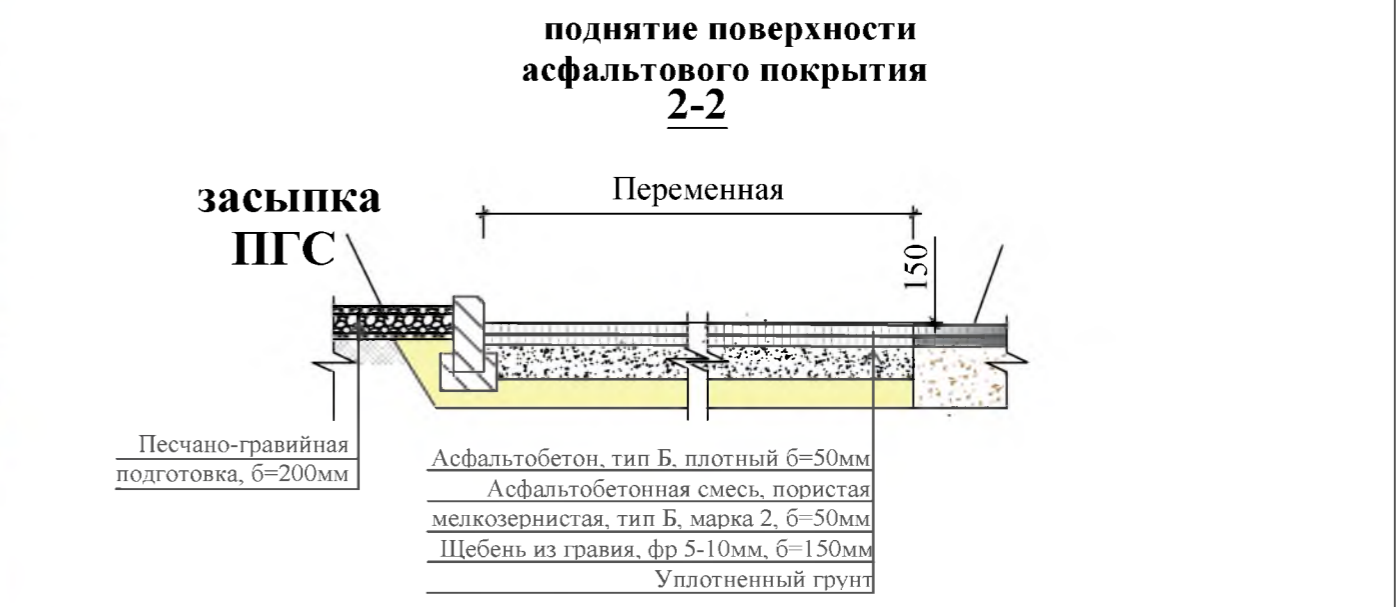 поднятие поверхности
асфальтового покрытия
2-2
засыпка
ПГС
Переменная
150
Песчано-гравийная
подготовка, б=200мм
Асфальтобетон, тип Б, плотный б=50мм
Асфальтобетонная смесь, пористая
мелкозернистая, тип Б, марка 2, б=50мм
Щебень из гравия, фр 5-10мм, б=150мм
Уплотненный грунт